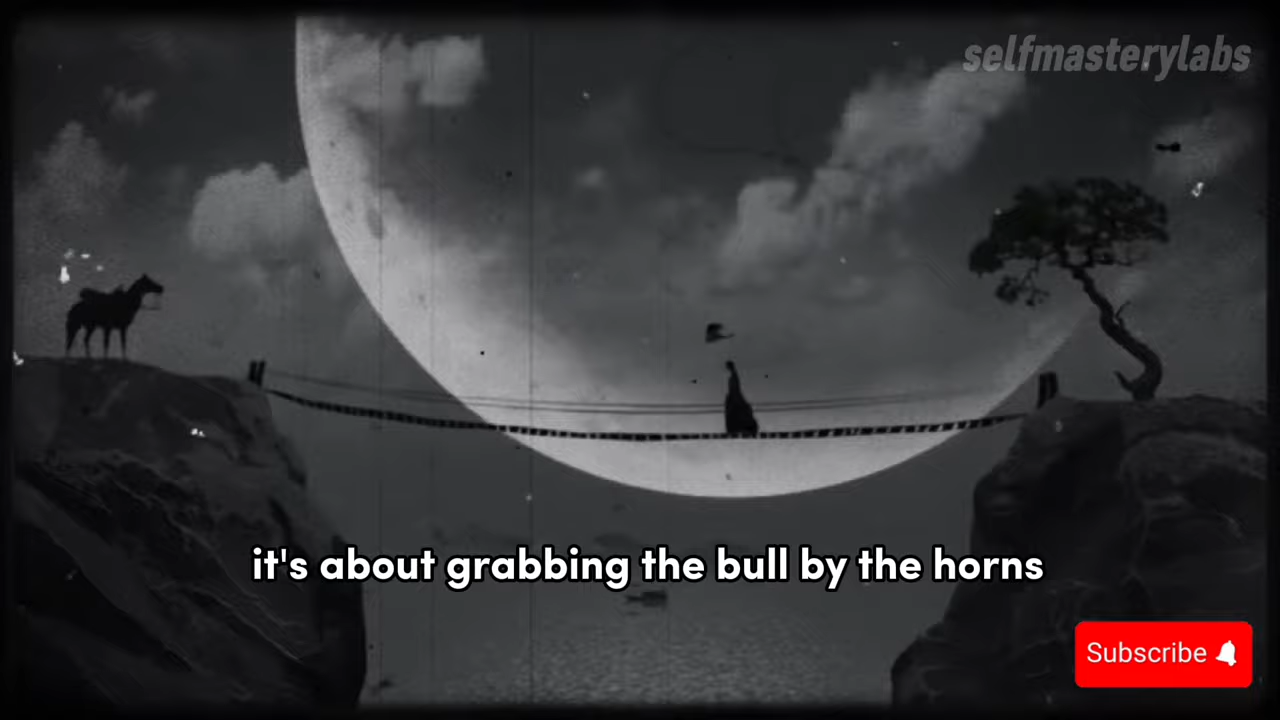 selfmasterylabs
it's about grabbing the bull by the horns
Subscribe